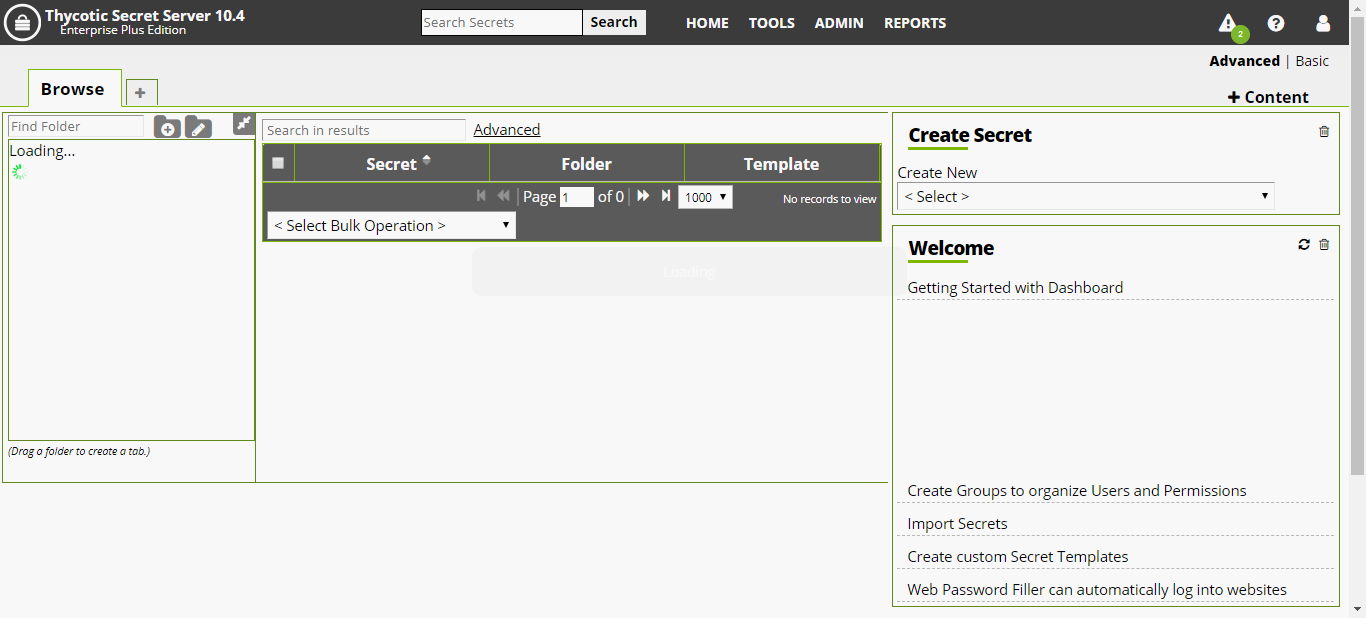 Thycotic Secret Server 10.4
Enterprise Plus Edition
Search Secrets
Search
HOME TOOLS ADMIN REPORTS
2
Advanced | Basic
Browse
+
+ Content
Find Folder
Loading...
(Drag a folder to create a tab.)
Search in results
Advanced
Secret Folder Template
Page 1 of 0
1000
No records to view
< Select Bulk Operation >
Loading
Create Secret
Create New
< Select >
Welcome
Getting Started with Dashboard
Create Groups to organize Users and Permissions
Import Secrets
Create custom Secret Templates
Web Password Filler can automatically log into websites